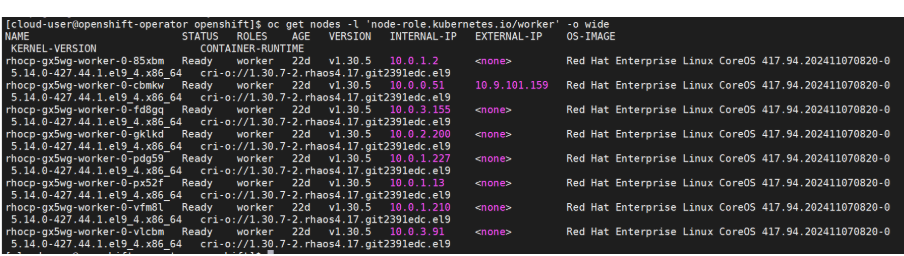 [cloud-user@openshift-operator openshift]$ oc get nodes -l 'node-role.kubernetes.io/worker' -o wide
NAME STATUS ROLES AGE VERSION INTERNAL-IP EXTERNAL-IP OS-IMAGE
KERNEL-VERSION CONTAINER-RUNTIME
rhocp-gx5wg-worker-0-85xbm Ready worker 22d v1.30.5 10.0.1.2 <none> Red Hat Enterprise Linux CoreOS 417.94.202411070820-0
5.14.0-427.44.1.el9_4.x86_64 cri-o://1.30.7-2.rhaos4.17.git2391edc.el9
rhocp-gx5wg-worker-0-cbmkw Ready worker 22d v1.30.5 10.0.0.51 10.9.101.159 Red Hat Enterprise Linux CoreOS 417.94.202411070820-0
5.14.0-427.44.1.el9_4.x86_64 cri-o://1.30.7-2.rhaos4.17.git2391edc.el9
rhocp-gx5wg-worker-0-fd8gq Ready worker 22d v1.30.5 10.0.3.155 <none> Red Hat Enterprise Linux CoreOS 417.94.202411070820-0
5.14.0-427.44.1.el9_4.x86_64 cri-o://1.30.7-2.rhaos4.17.git2391edc.el9
rhocp-gx5wg-worker-0-gklkd Ready worker 22d v1.30.5 10.0.2.200 <none> Red Hat Enterprise Linux CoreOS 417.94.202411070820-0
5.14.0-427.44.1.el9_4.x86_64 cri-o://1.30.7-2.rhaos4.17.git2391edc.el9
rhocp-gx5wg-worker-0-pdg59 Ready worker 22d v1.30.5 10.0.1.227 <none> Red Hat Enterprise Linux CoreOS 417.94.202411070820-0
5.14.0-427.44.1.el9_4.x86_64 cri-o://1.30.7-2.rhaos4.17.git2391edc.el9
rhocp-gx5wg-worker-0-px52f Ready worker 22d v1.30.5 10.0.1.13 <none> Red Hat Enterprise Linux CoreOS 417.94.202411070820-0
5.14.0-427.44.1.el9_4.x86_64 cri-o://1.30.7-2.rhaos4.17.git2391edc.el9
rhocp-gx5wg-worker-0-vfm8l Ready worker 22d v1.30.5 10.0.1.210 <none> Red Hat Enterprise Linux CoreOS 417.94.202411070820-0
5.14.0-427.44.1.el9_4.x86_64 cri-o://1.30.7-2.rhaos4.17.git2391edc.el9
rhocp-gx5wg-worker-0-vlcbm Ready worker 22d v1.30.5 10.0.3.91 <none> Red Hat Enterprise Linux CoreOS 417.94.202411070820-0
5.14.0-427.44.1.el9_4.x86_64 cri-o://1.30.7-2.rhaos4.17.git2391edc.el9